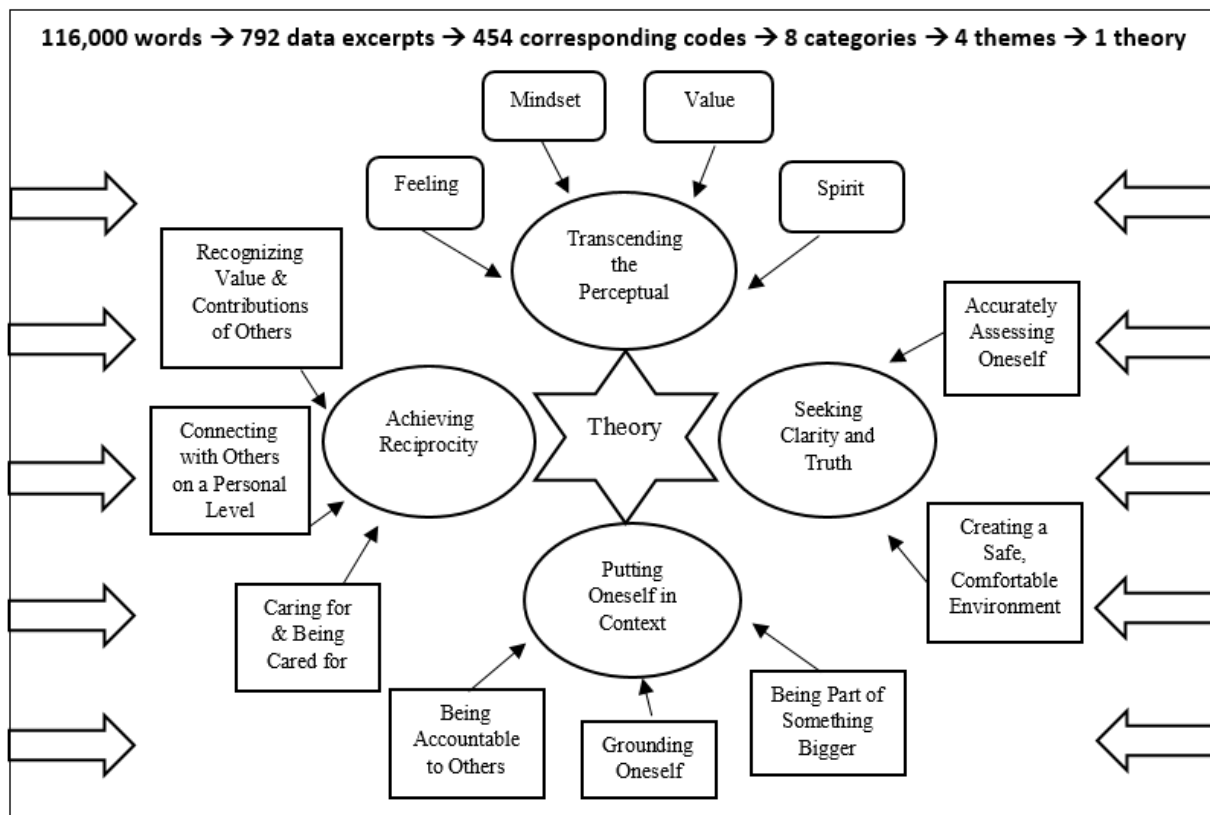 116,000 words → 792 data excerpts → 454 corresponding codes → 8 categories → 4 themes → 1 theory
Mindset
Value
Feeling
Spirit
Transcending
the
Perceptual
Recognizing
Value &
Contributions
of Others
Accurately
Assessing
Oneself
Achieving
Reciprocity
Theory
Seeking
Clarity and
Truth
Connecting
with Others
on a Personal
Level
Creating a
Safe,
Comfortable
Environment
Putting
Oneself in
Context
Caring for
& Being
Cared for
Being
Accountable
to Others
Grounding
Oneself
Being Part of
Something
Bigger